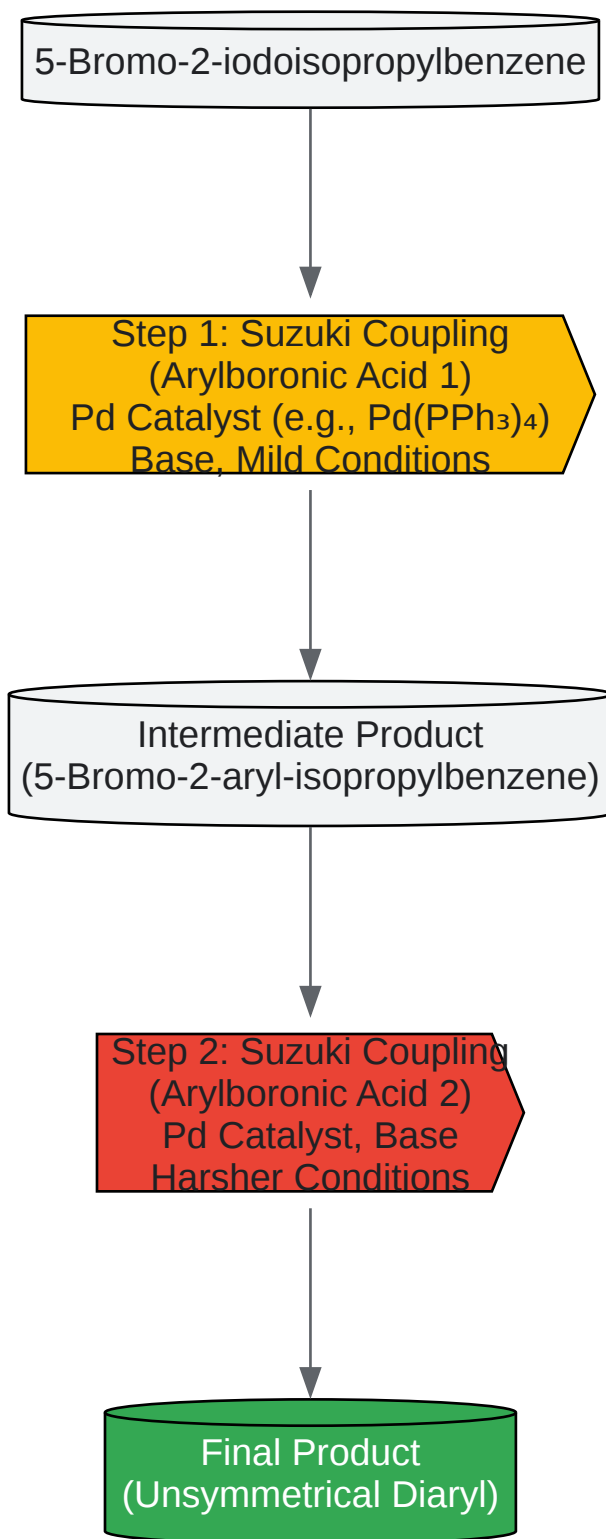 5-Bromo-2-iodoisopropylbenzene
Step 1: Suzuki Coupling
(Arylboronic Acid 1)
Pd Catalyst (e.g., Pd(PPh₃)₄)
Base, Mild Conditions
Intermediate Product
(5-Bromo-2-aryl-isopropylbenzene)
Step 2: Suzuki Coupling
(Arylboronic Acid 2)
Pd Catalyst, Base
Harsher Conditions
Final Product
(Unsymmetrical Diaryl)